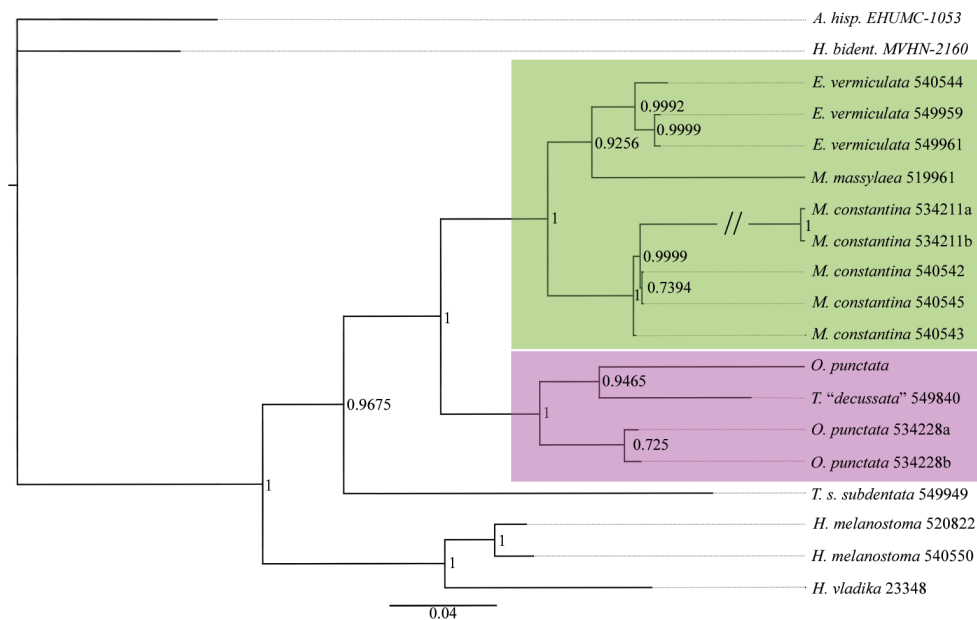 A. hisp. EHUMC-1053
H. bident. MVHN-2160
E. vermiculata 540544
0.9992
E. vermiculata 549959
0.9999
0.9256
E. vermiculata 549961
M. massylaea 519961
M. constantina 534211a
1
//
1
M. constantina 534211b
0.9999
M. constantina 540542
0.7394
1
M. constantina 540545
1
M. constantina 540543
O. punctata
0.9465
T. “decussata” 549840
0.9675
1
O. punctata 534228a
0.725
O. punctata 534228b
1
T. s. subdentata 549949
H. melanostoma 520822
1
H. melanostoma 540550
1
H. vladika 23348
0.04